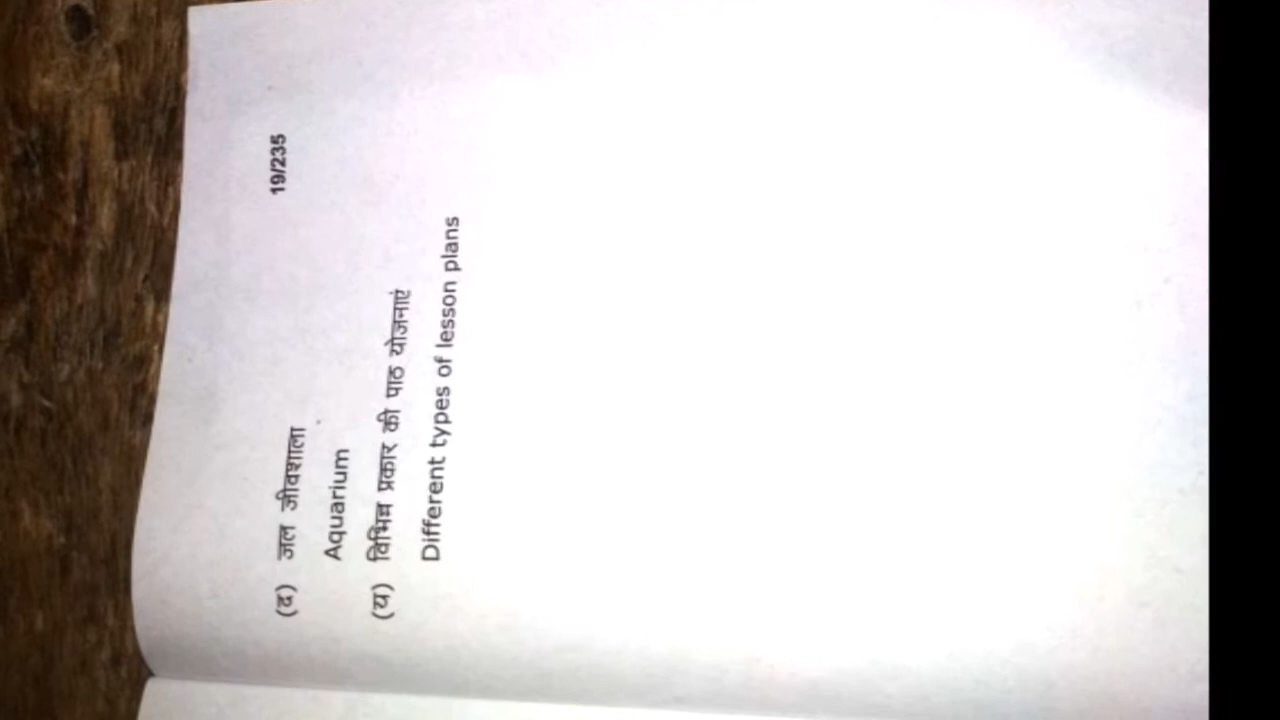 19/235
(द) जल जीवशाला
Aquarium
(य) विभिन्न प्रकार की पाठ योजनाएं
Different types of lesson plans